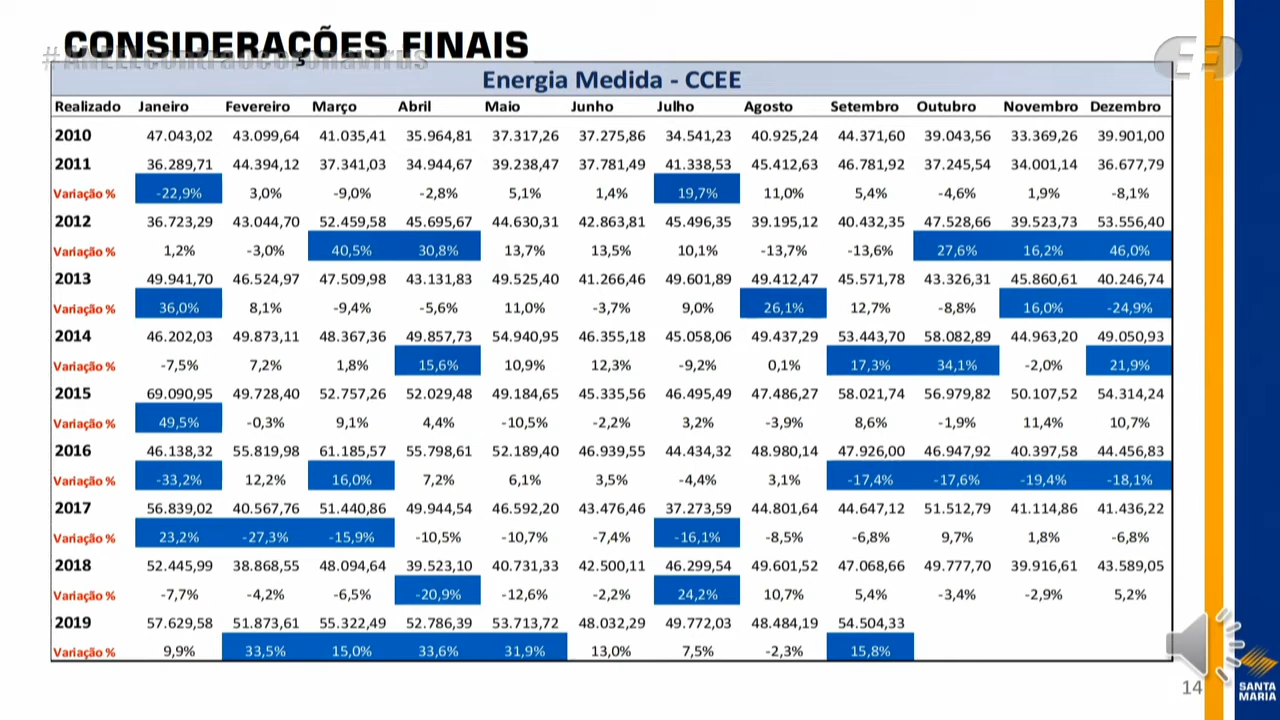 CONSIDERAÇÕES FINAIS
#ANEELcontraocoronavirus
Energia Medida - CCEE
Realizado Janeiro Fevereiro Março Abril Maio Junho Julho Agosto Setembro Outubro Novembro Dezembro
2010 47.043,02 43.099,64 41.035,41 35.964,81 37.317,26 37.275,86 34.541,23 40.925,24 44.371,60 39.043,56 33.369,26 39.901,00
2011 36.289,71 44.394,12 37.341,03 34.944,67 39.238,47 37.781,49 41.338,53 45.412,63 46.781,92 37.245,54 34.001,14 36.677,79
Variação % -22,9% 3,0% -9,0% -2,8% 5,1% 1,4% 19,7% 11,0% 5,4% -4,6% 1,9% -8,1%
2012 36.723,29 43.044,70 52.459,58 45.695,67 44.630,31 42.863,81 45.496,35 39.195,12 40.432,35 47.528,66 39.523,73 53.556,40
Variação % 1,2% -3,0% 40,5% 30,8% 13,7% 13,5% 10,1% -13,7% -13,6% 27,6% 16,2% 46,0%
2013 49.941,70 46.524,97 47.509,98 43.131,83 49.525,40 41.266,46 49.601,89 49.412,47 45.571,78 43.326,31 45.860,61 40.246,74
Variação % 36,0% 8,1% -9,4% -5,6% 11,0% -3,7% 9,0% 26,1% 12,7% -8,8% 16,0% -24,9%
2014 46.202,03 49.873,11 48.367,36 49.857,73 54.940,95 46.355,18 45.058,06 49.437,29 53.443,70 58.082,89 44.963,20 49.050,93
Variação % -7,5% 7,2% 1,8% 15,6% 10,9% 12,3% -9,2% 0,1% 17,3% 34,1% -2,0% 21,9%
2015 69.090,95 49.728,40 52.757,26 52.029,48 49.184,65 45.335,56 46.495,49 47.486,27 58.021,74 56.979,82 50.107,52 54.314,24
Variação % 49,5% -0,3% 9,1% 4,4% -10,5% -2,2% 3,2% -3,9% 8,6% -1,9% 11,4% 10,7%
2016 46.138,32 55.819,98 61.185,57 55.798,61 52.189,40 46.939,55 44.434,32 48.980,14 47.926,00 46.947,92 40.397,58 44.456,83
Variação % -33,2% 12,2% 16,0% 7,2% 6,1% 3,5% -4,4% 3,1% -17,4% -17,6% -19,4% -18,1%
2017 56.839,02 40.567,76 51.440,86 49.944,54 46.592,20 43.476,46 37.273,59 44.801,64 44.647,12 51.512,79 41.114,86 41.436,22
Variação % 23,2% -27,3% -15,9% -10,5% -10,7% -7,4% -16,1% -8,5% -6,8% 9,7% 1,8% -6,8%
2018 52.445,99 38.868,55 48.094,64 39.523,10 40.731,33 42.500,11 46.299,54 49.601,52 47.068,66 49.777,70 39.916,61 43.589,05
Variação % -7,7% -4,2% -6,5% -20,9% -12,6% -2,2% 24,2% 10,7% 5,4% -3,4% -2,9% 5,2%
2019 57.629,58 51.873,61 55.322,49 52.786,39 53.713,72 48.032,29 49.772,03 48.484,19 54.504,33
Variação % 9,9% 33,5% 15,0% 33,6% 31,9% 13,0% 7,5% -2,3% 15,8%
14
SANTA
MARIA